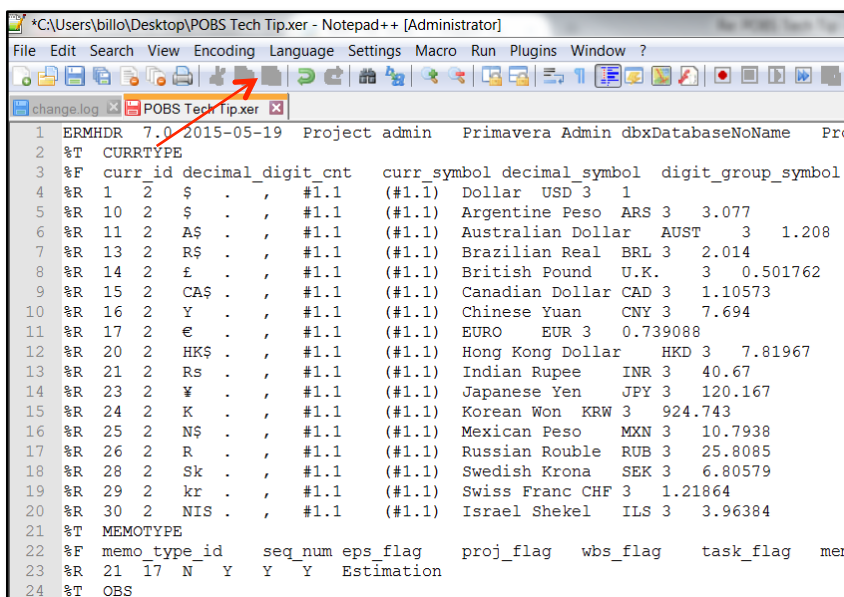 *C:\Users\billo\Desktop\POBS Tech Tip.xer - Notepad++ [Administrator]
File Edit Search View Encoding Language Settings Macro Run Plugins Window ?
change.log POBS Tech Tip.xer
1 ERMHDR 7.0 2015-05-19 Project admin Primavera Admin dbxDatabaseNoName Pro
2 %T CURRTYPE
3 %F curr_id decimal_digit_cnt curr_symbol decimal_symbol digit_group_symbol
4 %R 1 2 $ . , #1.1 (#1.1) Dollar USD 3 1
5 %R 10 2 $ . , #1.1 (#1.1) Argentine Peso ARS 3 3.077
6 %R 11 2 A$ . , #1.1 (#1.1) Australian Dollar AUST 3 1.208
7 %R 13 2 R$ . , #1.1 (#1.1) Brazilian Real BRL 3 2.014
8 %R 14 2 £ . , #1.1 (#1.1) British Pound U.K. 3 0.501762
9 %R 15 2 CA$ . , #1.1 (#1.1) Canadian Dollar CAD 3 1.10573
10 %R 16 2 Y . , #1.1 (#1.1) Chinese Yuan CNY 3 7.694
11 %R 17 2 € . , #1.1 (#1.1) EURO EUR 3 0.739088
12 %R 20 2 HK$ . , #1.1 (#1.1) Hong Kong Dollar HKD 3 7.81967
13 %R 21 2 Rs . , #1.1 (#1.1) Indian Rupee INR 3 40.67
14 %R 23 2 ¥ . , #1.1 (#1.1) Japanese Yen JPY 3 120.167
15 %R 24 2 K . , #1.1 (#1.1) Korean Won KRW 3 924.743
16 %R 25 2 N$ . , #1.1 (#1.1) Mexican Peso MXN 3 10.7938
17 %R 26 2 R . , #1.1 (#1.1) Russian Rouble RUB 3 25.8085
18 %R 28 2 Sk . , #1.1 (#1.1) Swedish Krona SEK 3 6.80579
19 %R 29 2 kr . , #1.1 (#1.1) Swiss Franc CHF 3 1.21864
20 %R 30 2 NIS . , #1.1 (#1.1) Israel Shekel ILS 3 3.96384
21 %T MEMOTYPE
22 %F memo_type_id seq_num eps_flag proj_flag wbs_flag task_flag mem
23 %R 21 17 N Y Y Y Estimation
24 %T OBS